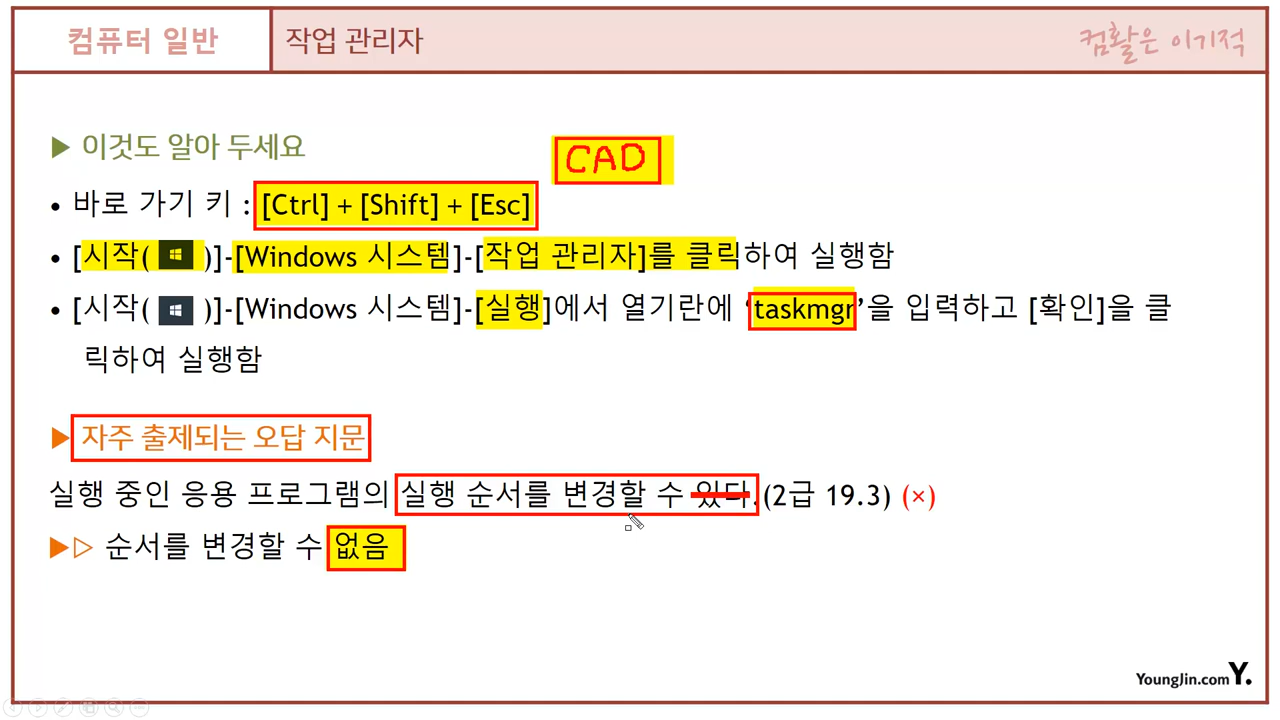 컴퓨터 일반
작업 관리자
컴활은 이기적
▶ 이것도 알아 두세요
CAD
• 바로 가기 키 : [Ctrl] + [Shift] + [Esc]
• [시작( )]-[Windows 시스템]-[작업 관리자]를 클릭하여 실행함
• [시작( )]-[Windows 시스템]-[실행]에서 열기란에 ‘taskmgr’을 입력하고 [확인]을 클
릭하여 실행함
▶ 자주 출제되는 오답 지문
실행 중인 응용 프로그램의 실행 순서를 변경할 수 있다.(2급 19.3) (×)
▶▷ 순서를 변경할 수 없음
YoungJin.com Y.